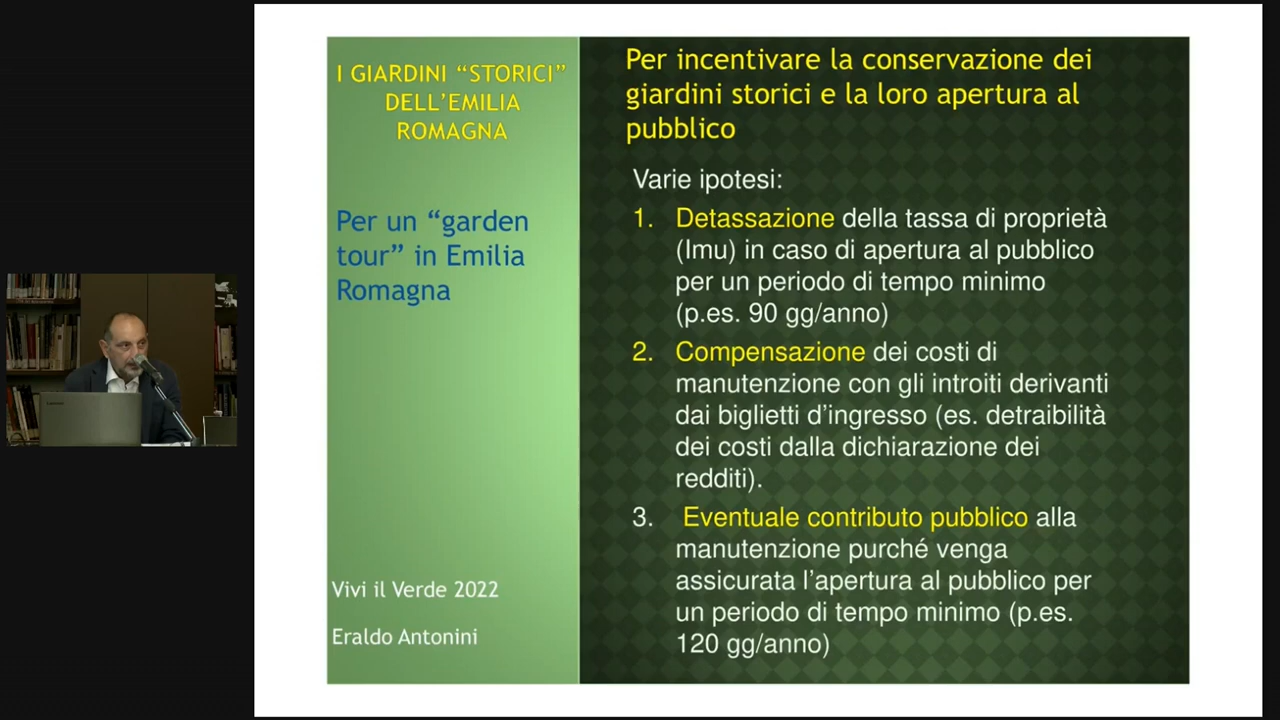 I GIARDINI “STORICI”
DELL’EMILIA
ROMAGNA
Per un “garden
tour” in Emilia
Romagna
Vivi il Verde 2022
Eraldo Antonini
Per incentivare la conservazione dei
giardini storici e la loro apertura al
pubblico
Varie ipotesi:
1. Detassazione della tassa di proprietà
(Imu) in caso di apertura al pubblico
per un periodo di tempo minimo
(p.es. 90 gg/anno)
2. Compensazione dei costi di
manutenzione con gli introiti derivanti
dai biglietti d’ingresso (es. detraibilità
dei costi dalla dichiarazione dei
redditi).
3. Eventuale contributo pubblico alla
manutenzione purché venga
assicurata l’apertura al pubblico per
un periodo di tempo minimo (p.es.
120 gg/anno)